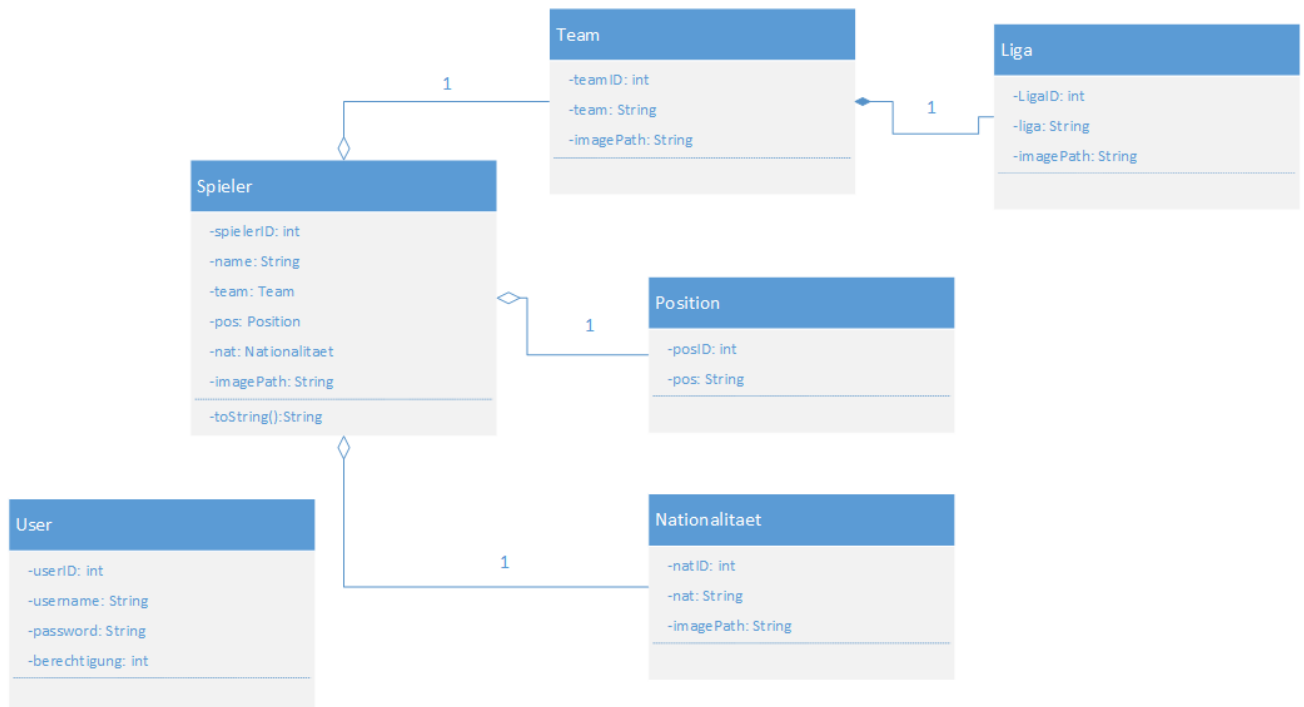 Team
-teamID: int
-team: String
-imagePath: String
1
Liga
-LigaID: int
-liga: String
-imagePath: String
1
Spieler
-spielerID: int
-name: String
-team: Team
-pos: Position
-nat: Nationalitaet
-imagePath: String
-toString():String
1
Position
-posID: int
-pos: String
1
Nationalitaet
-natID: int
-nat: String
-imagePath: String
User
-userID: int
-username: String
-password: String
-berechtigung: int